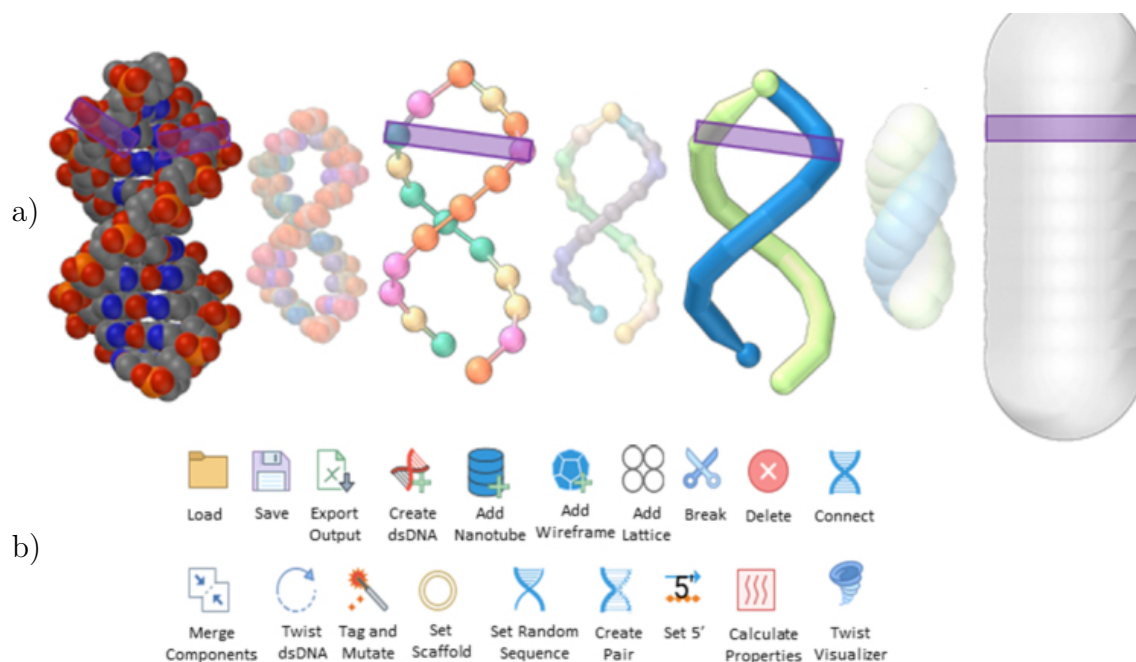 a)
b)
Load Save Export Create Add Add Add Break Delete Connect
Output dsDNA Nanotube Wireframe Lattice
5'
Merge Twist Tag and Set Set Random Create Set 5' Calculate Twist
Components dsDNA Mutate Scaffold Sequence Pair Properties Visualizer